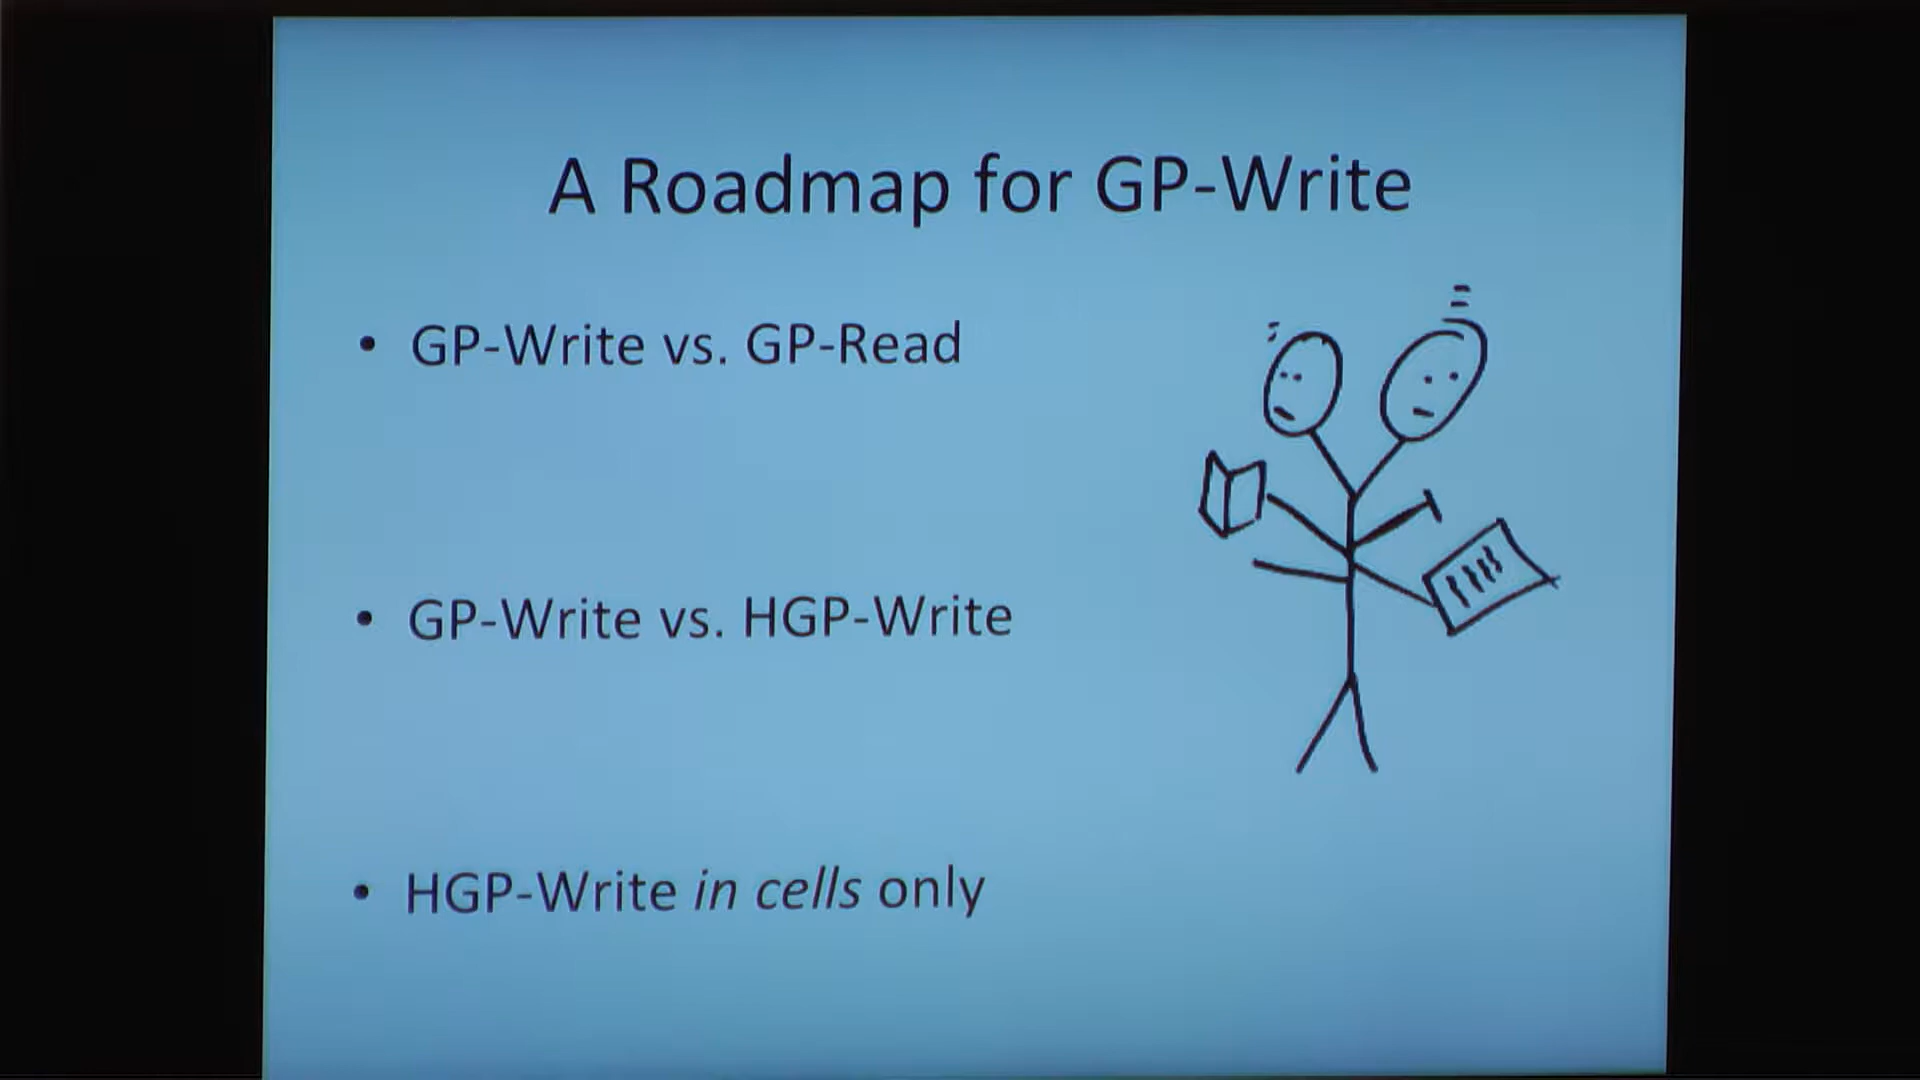 A Roadmap for GP-Write
• GP-Write vs. GP-Read
• GP-Write vs. HGP-Write
• HGP-Write in cells only